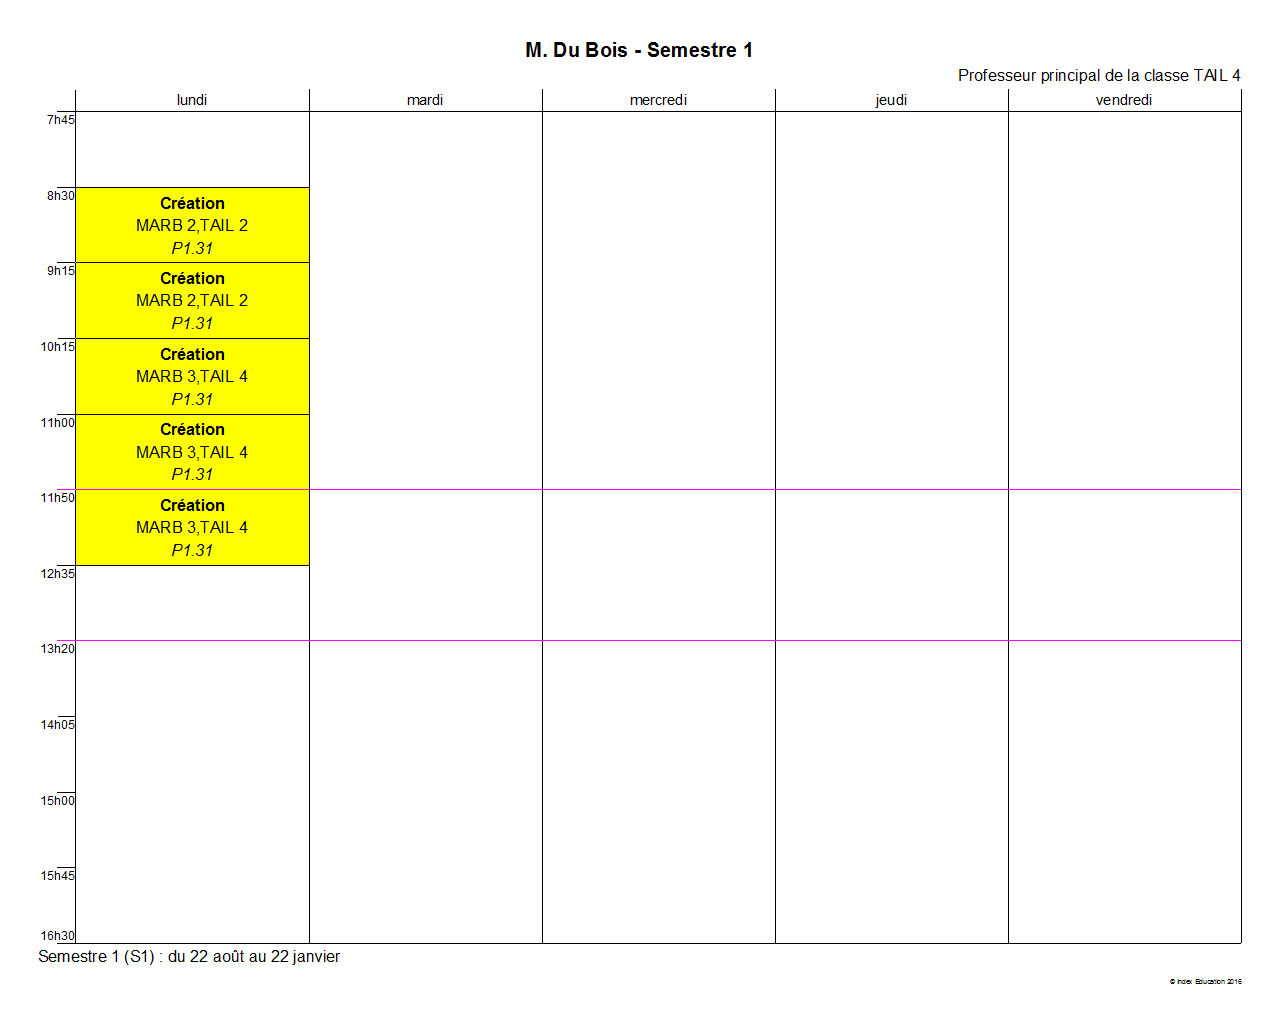 M. Du Bois - Semestre 1
Professeur principal de la classe TAIL 4
lundi mardi mercredi jeudi vendredi
7h45
8h30
Création
MARB 2,TAIL 2
P1.31
9h15
Création
MARB 2,TAIL 2
P1.31
10h15
Création
MARB 3,TAIL 4
P1.31
11h00
Création
MARB 3,TAIL 4
P1.31
11h50
Création
MARB 3,TAIL 4
P1.31
12h35
13h20
14h05
15h00
15h45
16h30
Semestre 1 (S1) : du 22 août au 22 janvier
© Index Education 2016